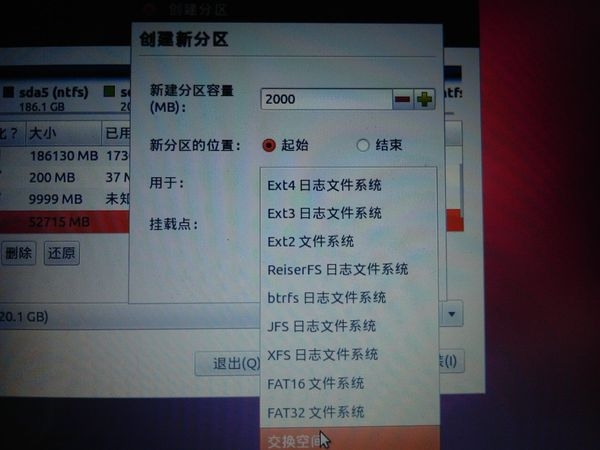 创建分区
创建新分区
sda5 (ntfs)
186.1 GB
20
新建分区容量
(MB):
2000
新分区的位置: 起始 结束
用于:
挂载点:
Ext4 日志文件系统
Ext3 日志文件系统
Ext2 文件系统
ReiserFS 日志文件系统
btrfs 日志文件系统
JFS 日志文件系统
XFS 日志文件系统
FAT16 文件系统
FAT32 文件系统
交换空间
化? 大小 已用
186130 MB 1730
200 MB 37 M
9999 MB 未知
52715 MB
删除 还原
20.1 GB)
退出(Q)
装(I)